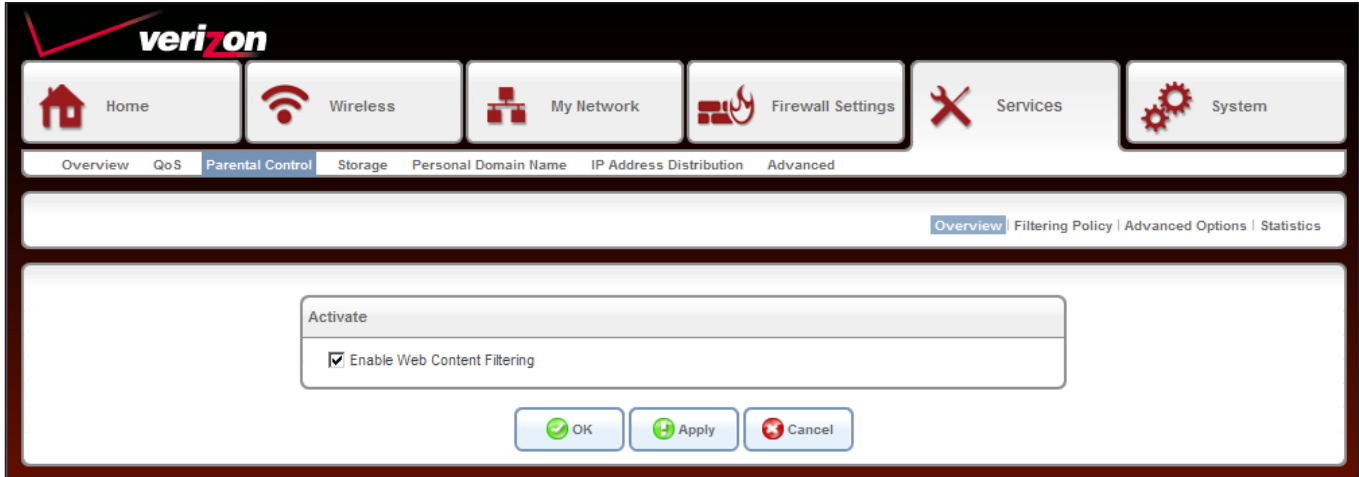 verizon
Home Wireless My Network Firewall Settings Services System
Overview QoS Parental Control Storage Personal Domain Name IP Address Distribution Advanced
Overview | Filtering Policy | Advanced Options | Statistics
Activate
Enable Web Content Filtering
OK Apply Cancel